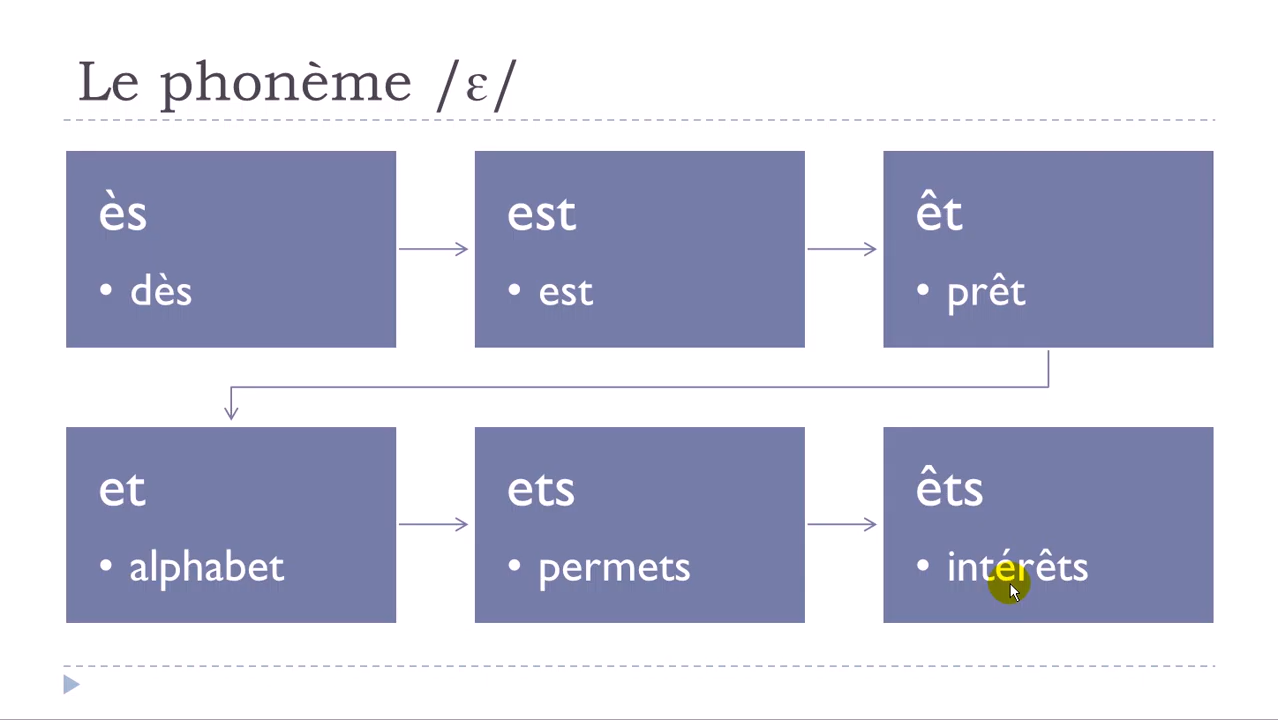 Le phonème /ε/
ès
• dès
est
• est
êt
• prêt
et
• alphabet
ets
• permets
êts
• intérêts